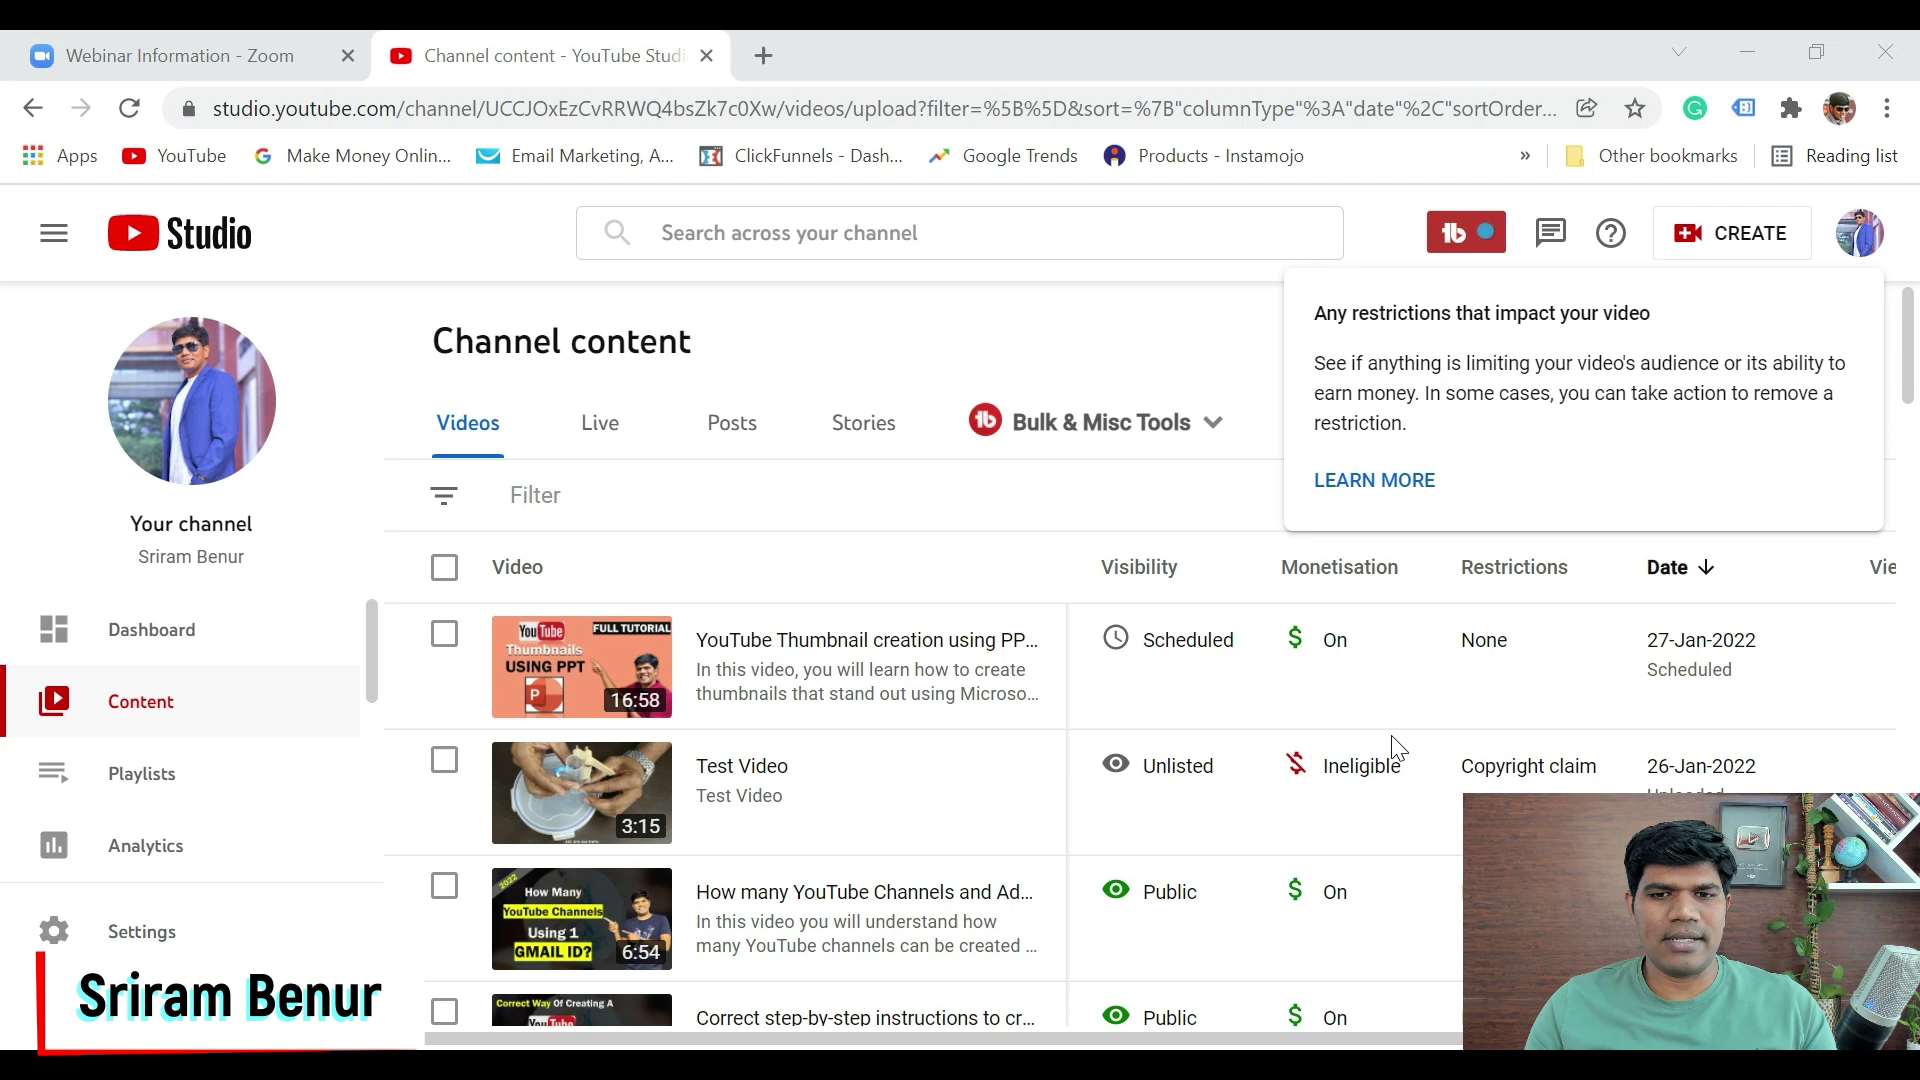 Webinar Information - Zoom
Channel content - YouTube Studi
studio.youtube.com/channel/UCCJOxEzCvRRWQ4bsZk7c0Xw/videos/upload?filter=%5B%5D&sort=%7B"columnType"%3A"date"%2C"sortOrder...
Apps
YouTube
Make Money Onlin...
Email Marketing, A...
ClickFunnels - Dash...
Google Trends
Products - Instamojo
»
Other bookmarks
Reading list
Studio
Search across your channel
CREATE
Any restrictions that impact your video
See if anything is limiting your video's audience or its ability to
earn money. In some cases, you can take action to remove a
restriction.
LEARN MORE
Your channel
Sriram Benur
Dashboard
Content
Playlists
Analytics
Settings
Sriram Benur
Channel content
Videos
Live
Posts
Stories
Bulk & Misc Tools
Filter
Video
Visibility
Monetisation
Restrictions
Date
Vie
YouTube
Thumbnails
USING PPT
FULL TUTORIAL
P
16:58
YouTube Thumbnail creation using PP...
In this video, you will learn how to create
thumbnails that stand out using Microso...
Scheduled
On
None
27-Jan-2022
Scheduled
3:15
Test Video
Test Video
Unlisted
Ineligible
Copyright claim
26-Jan-2022
Uploaded
2022
How Many
YouTube Channels
Using 1
GMAIL ID?
6:54
How many YouTube Channels and Ad...
In this video you will understand how
many YouTube channels can be created ...
Public
On
Correct Way Of Creating A
YouTube
Correct step-by-step instructions to cr...
Public
On